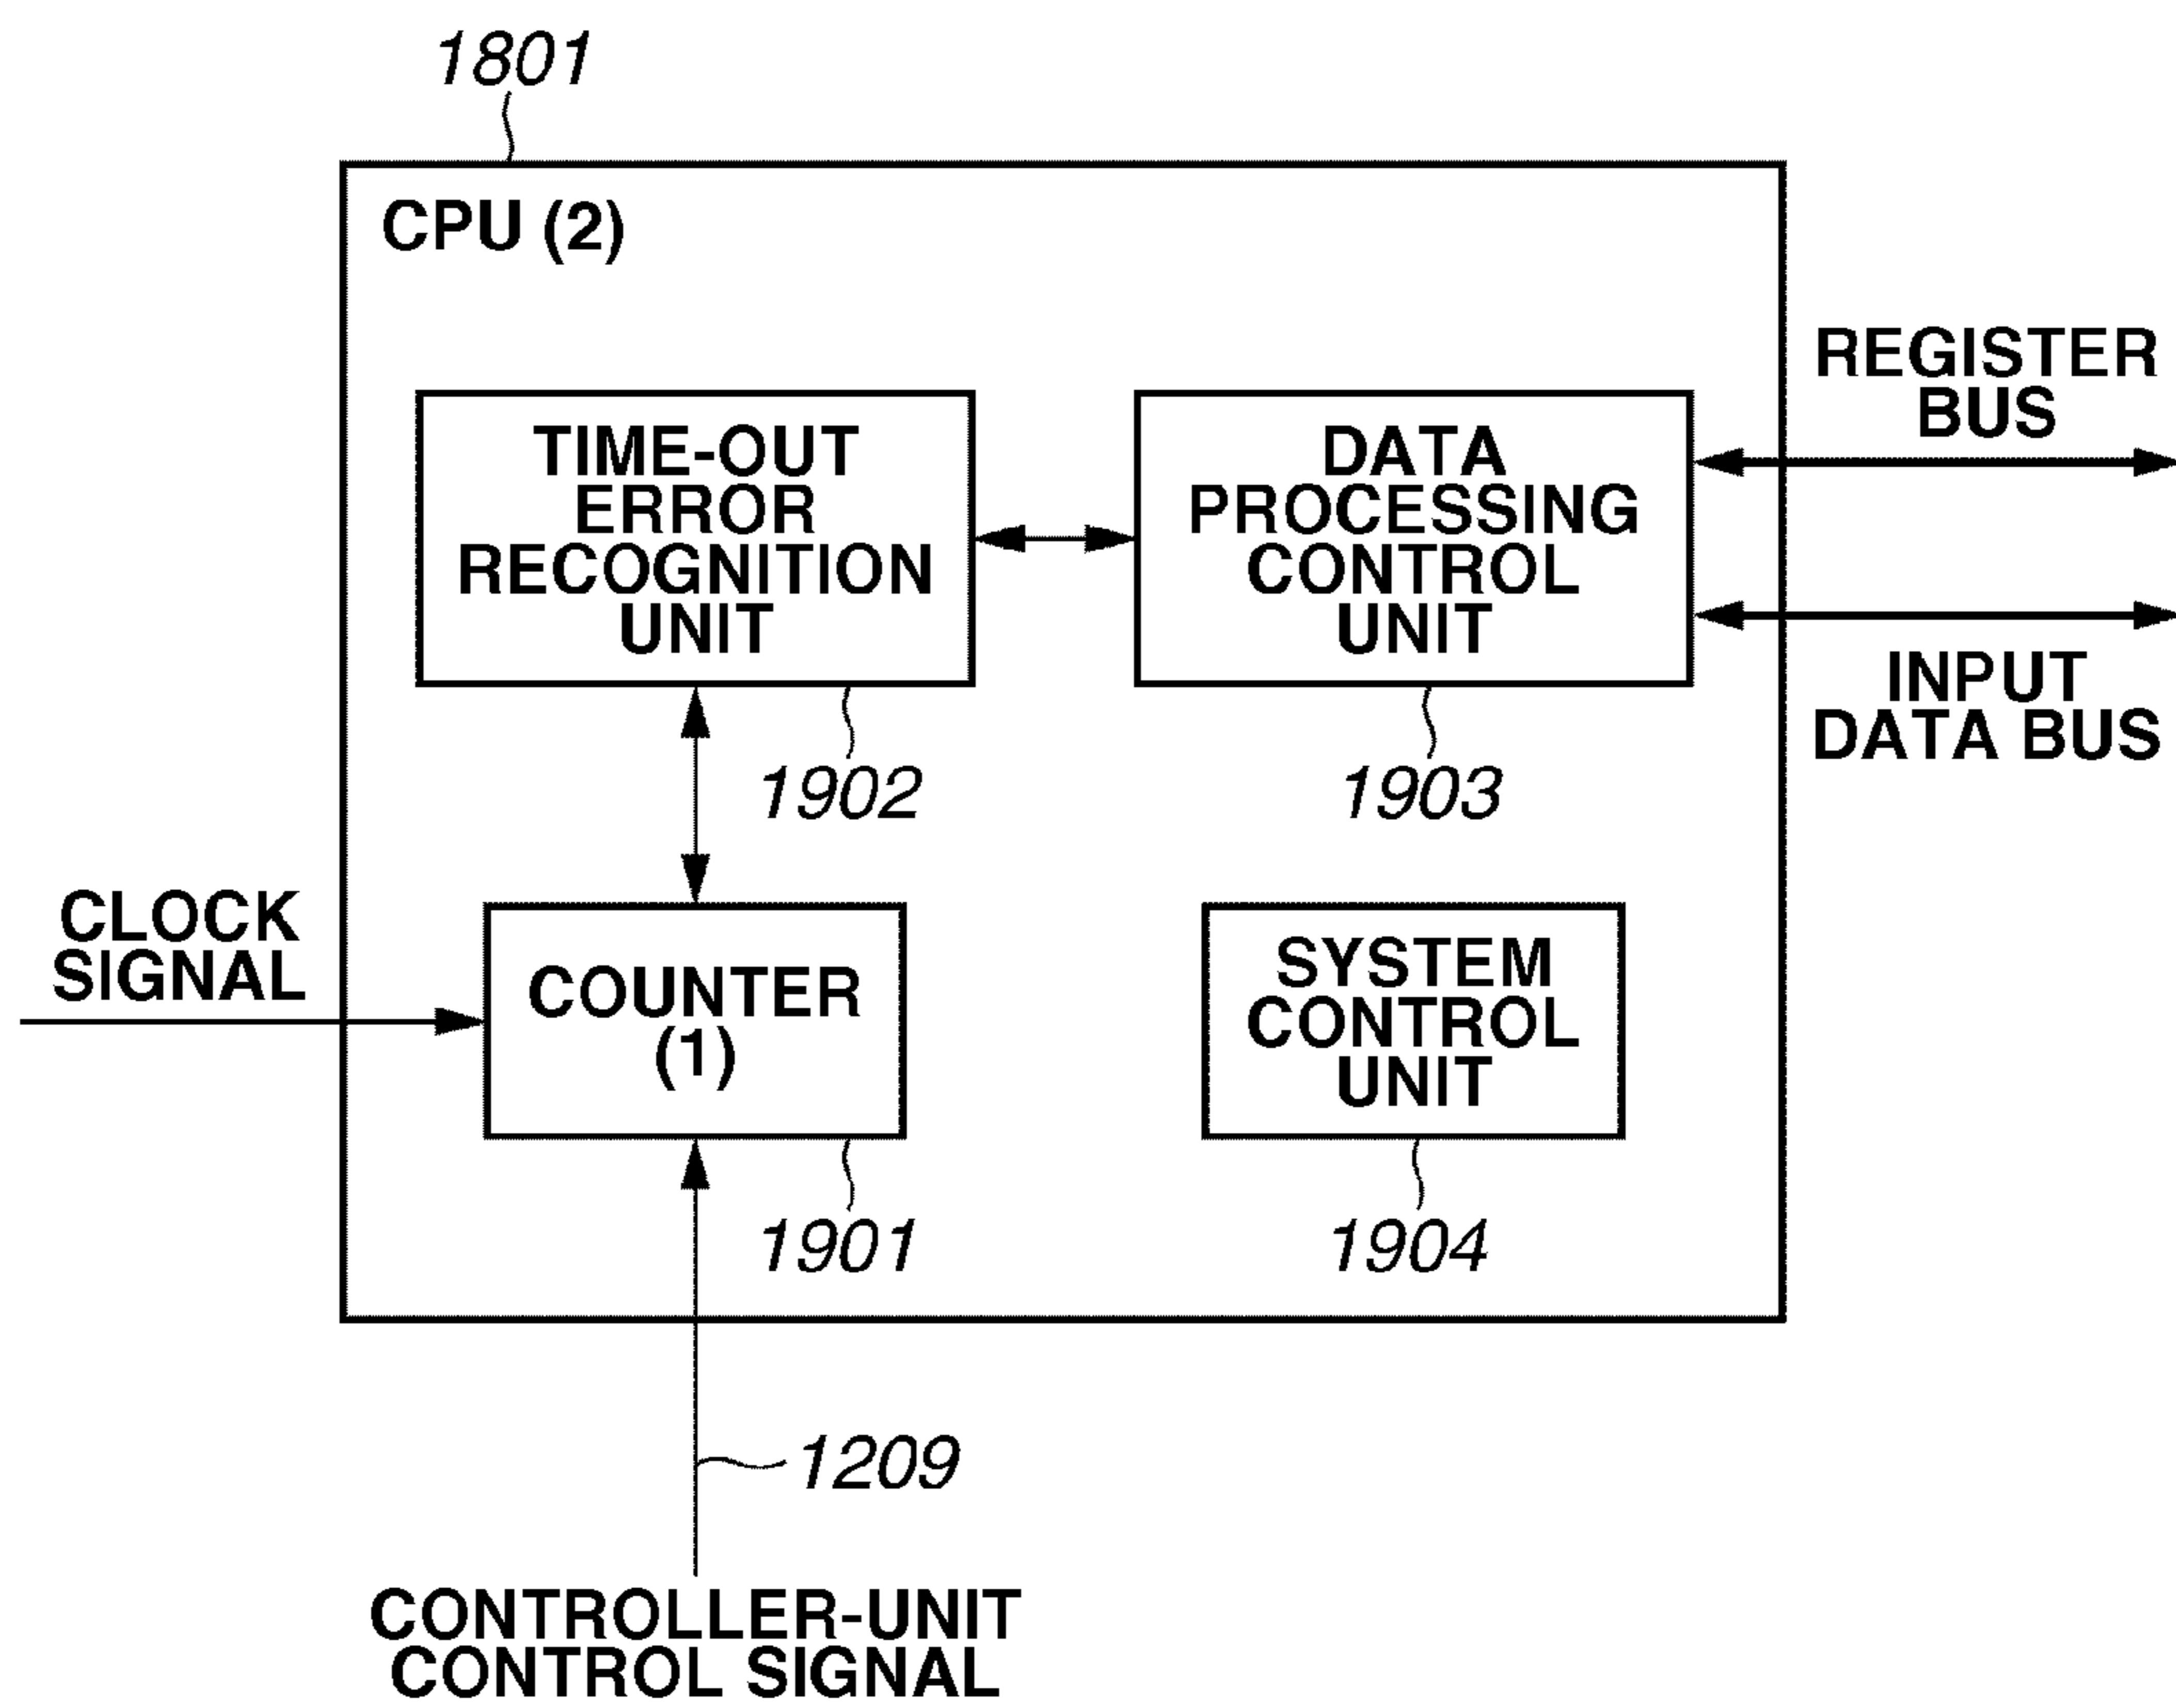 1801
CPU (2)
REGISTER
BUS
TIME-OUT
ERROR
RECOGNITION
UNIT
DATA
PROCESSING
CONTROL
UNIT
INPUT
DATA BUS
1902
1903
CLOCK
SIGNAL
COUNTER
(1)
SYSTEM
CONTROL
UNIT
1901
1904
1209
CONTROLLER-UNIT
CONTROL SIGNAL